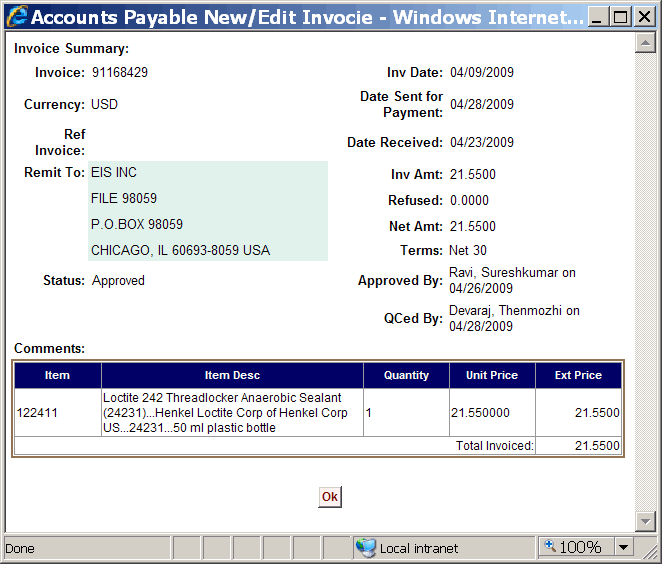 Accounts Payable New/Edit Invocie - Windows Internet...
Invoice Summary:
Invoice: 91168429 Inv Date: 04/09/2009
Currency: USD Date Sent for Payment: 04/28/2009
Ref Invoice: Date Received: 04/23/2009
Remit To: EIS INC Inv Amt: 21.5500
FILE 98059 Refused: 0.0000
P.O.BOX 98059 Net Amt: 21.5500
CHICAGO, IL 60693-8059 USA Terms: Net 30
Status: Approved Approved By: Ravi, Sureshkumar on 04/26/2009
QCed By: Devaraj, Thenmozhi on 04/28/2009
Comments:
Item Item Desc Quantity Unit Price Ext Price
Loctite 242 Threadlocker Anaerobic Sealant
122411 (24231)...Henkel Loctite Corp of Henkel Corp 1 21.550000 21.5500
US...24231...50 ml plastic bottle
Total Invoiced: 21.5500
Ok
Done Local intranet 100%